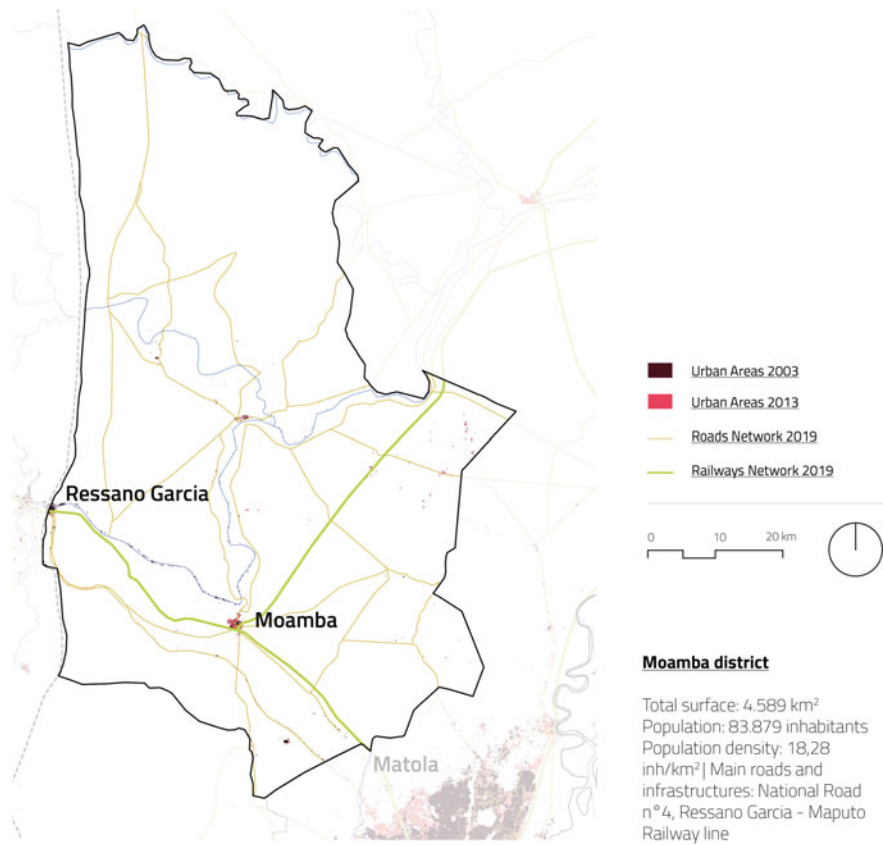 Ressano Garcia
Moamba
Matola
Urban Areas 2003
Urban Areas 2013
Roads Network 2019
Railways Network 2019
0 10 20 km
Moamba district
Total surface: 4.589 km²
Population: 83.879 inhabitants
Population density: 18,28
inh/km² | Main roads and
infrastructures: National Road
n°4, Ressano Garcia - Maputo
Railway line